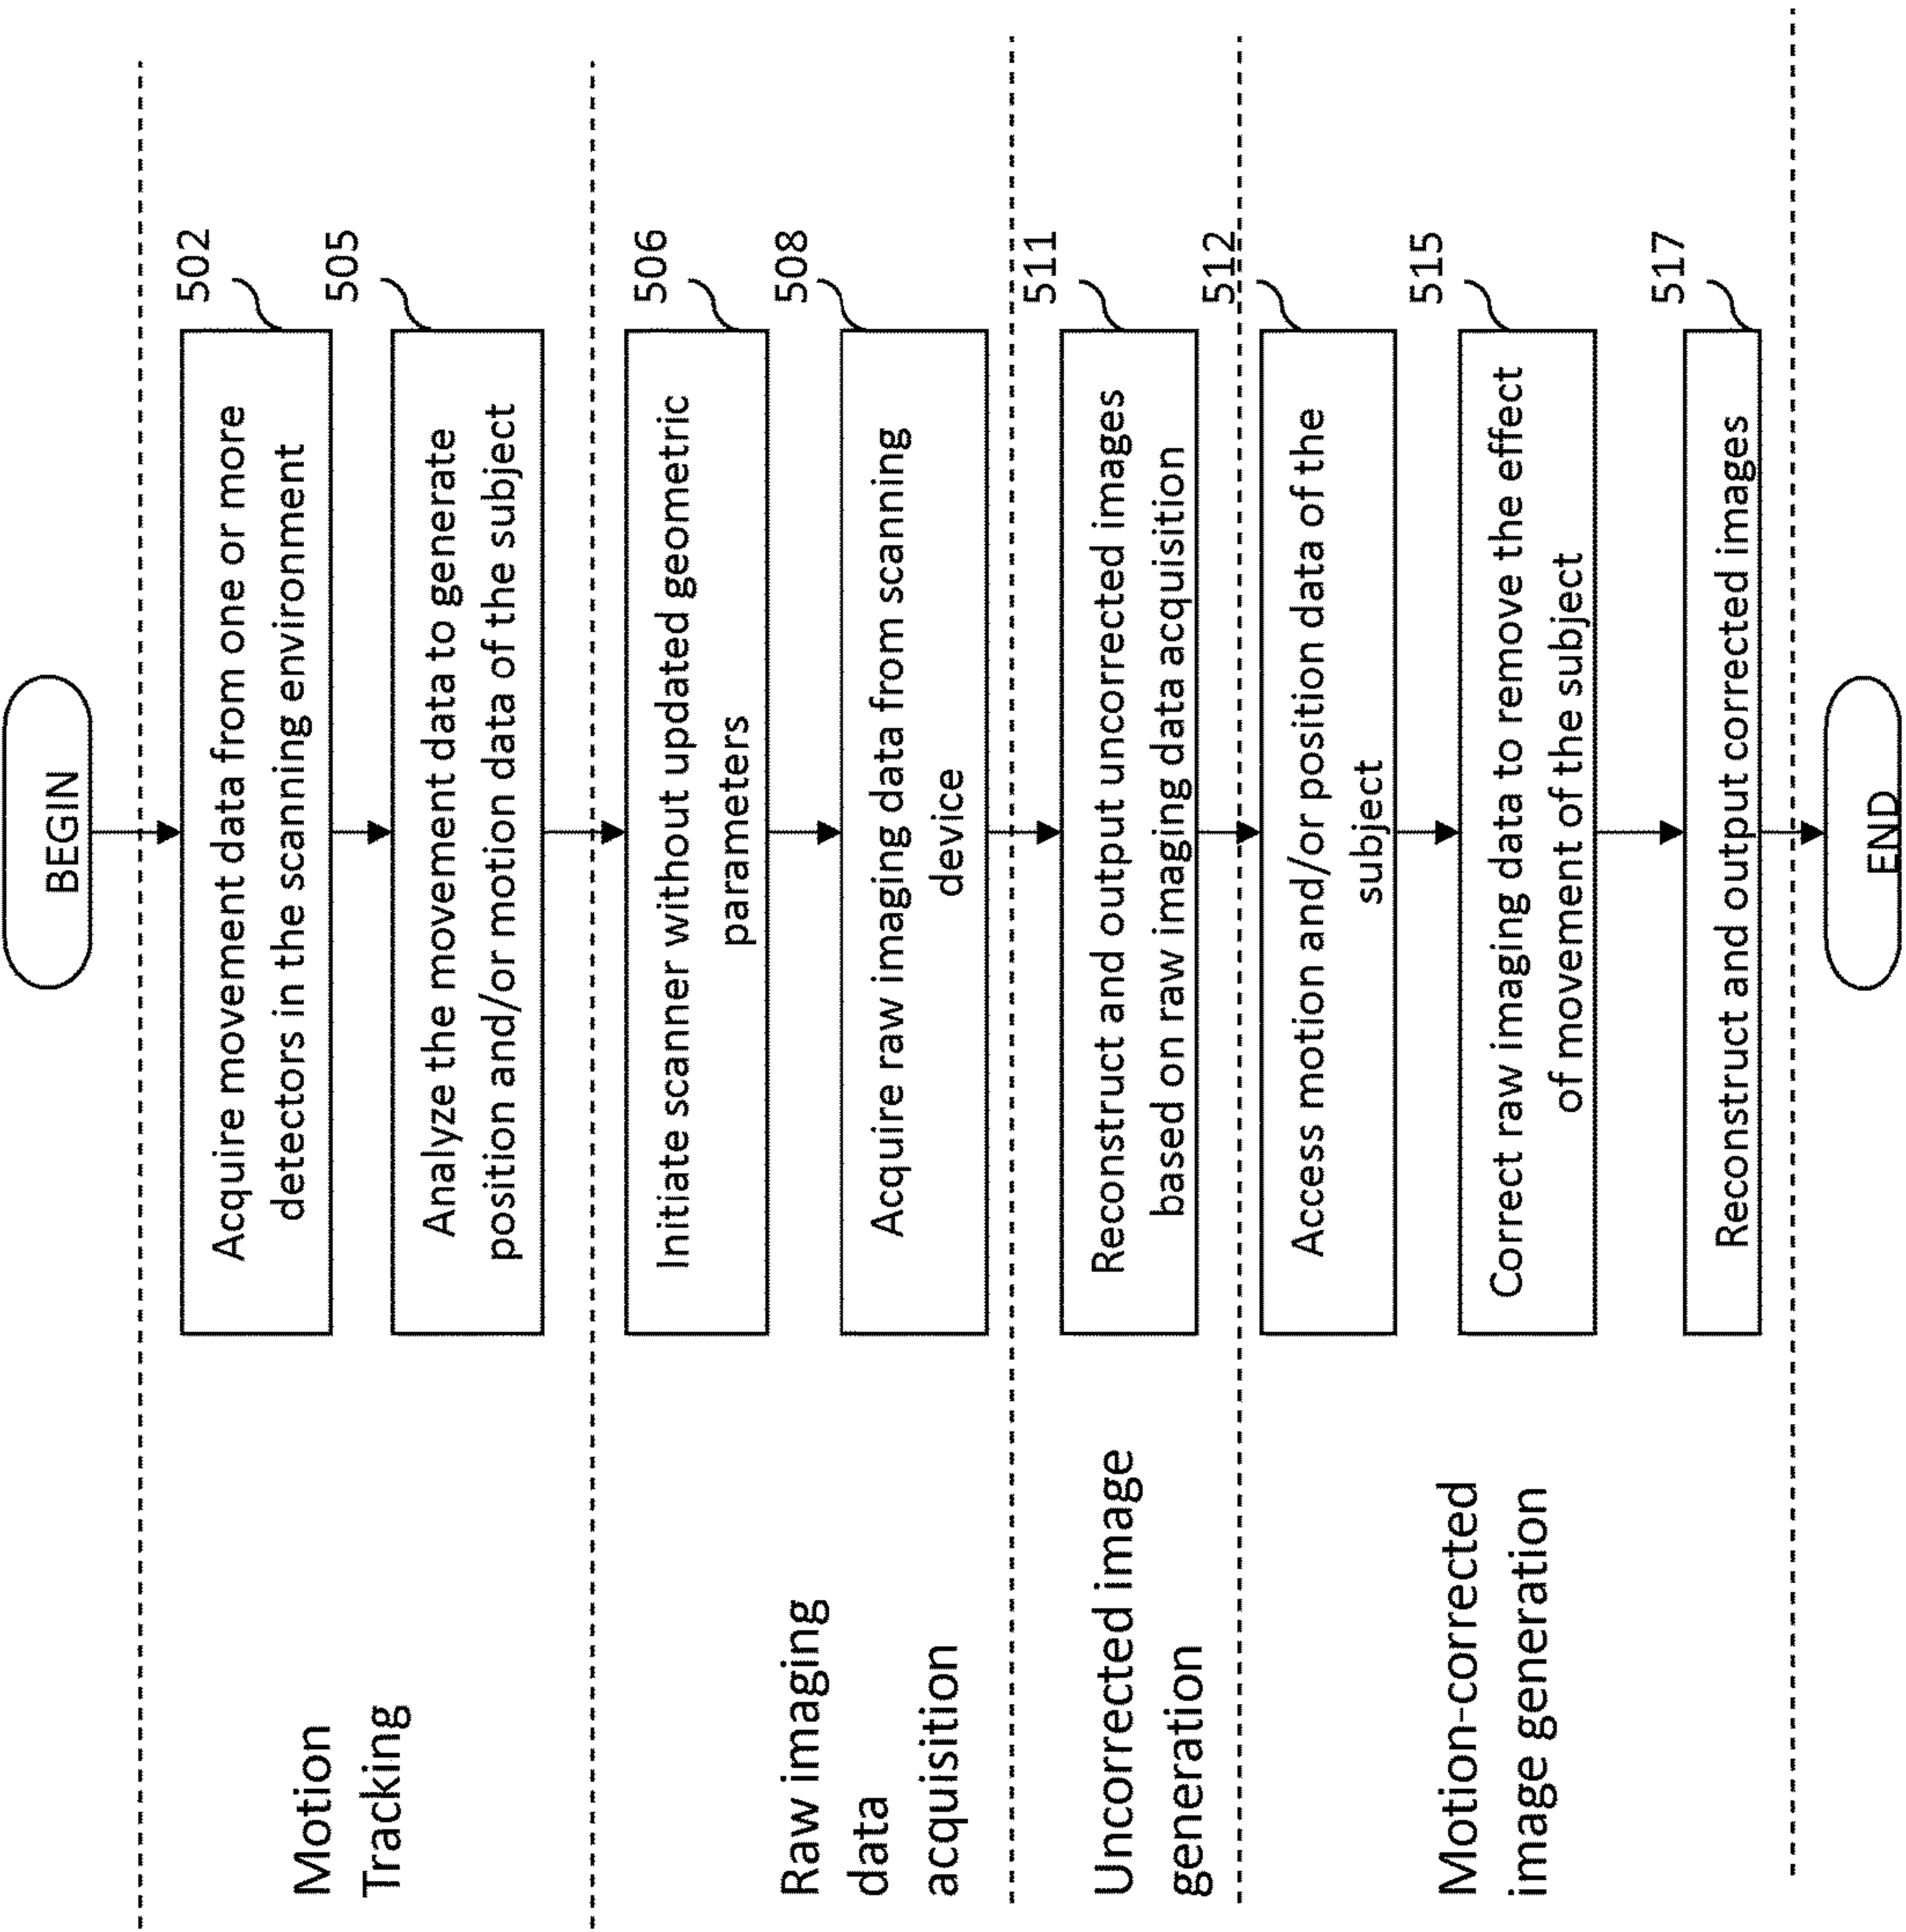 BEGIN
Motion
Tracking
502
Acquire movement data from one or more
detectors in the scanning environment
505
Analyze the movement data to generate
position and/or motion data of the subject
Raw imaging
data
acquisition
506
Initiate scanner without updated geometric
parameters
508
Acquire raw imaging data from scanning
device
Uncorrected image
generation
511
Reconstruct and output uncorrected images
based on raw imaging data acquisition
Motion-corrected
image generation
512
Access motion and/or position data of the
subject
515
Correct raw imaging data to remove the effect
of movement of the subject
517
Reconstruct and output corrected images
END